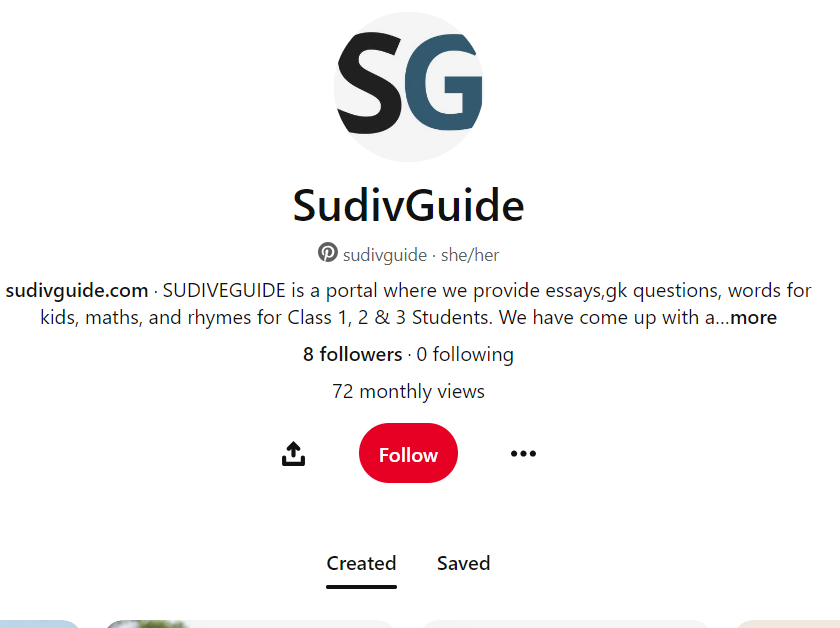 SG
SudivGuide
sudivguide · she/her
sudivguide.com · SUDIVEGUIDE is a portal where we provide essays,gk questions, words for
kids, maths, and rhymes for Class 1, 2 & 3 Students. We have come up with a...more
8 followers · 0 following
72 monthly views
Follow
Created Saved